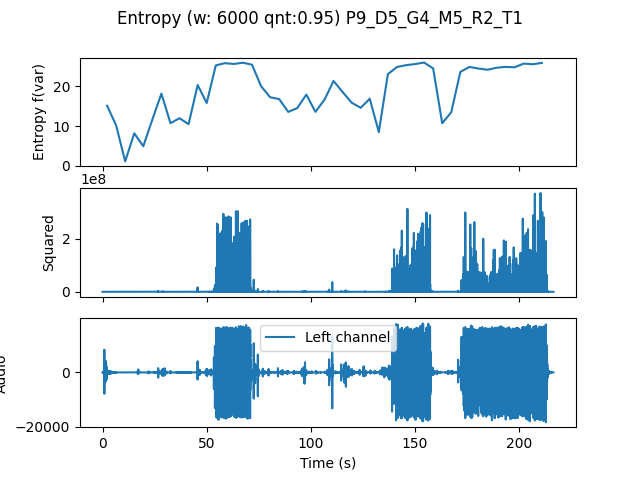 Entropy (w: 6000 qnt:0.95) P9_D5_G4_M5_R2_T1
Entropy f(var)
20
10
0
1e8
Squared
2
0
Audio
Left channel
0
−20000
0
50
100
150
200
Time (s)